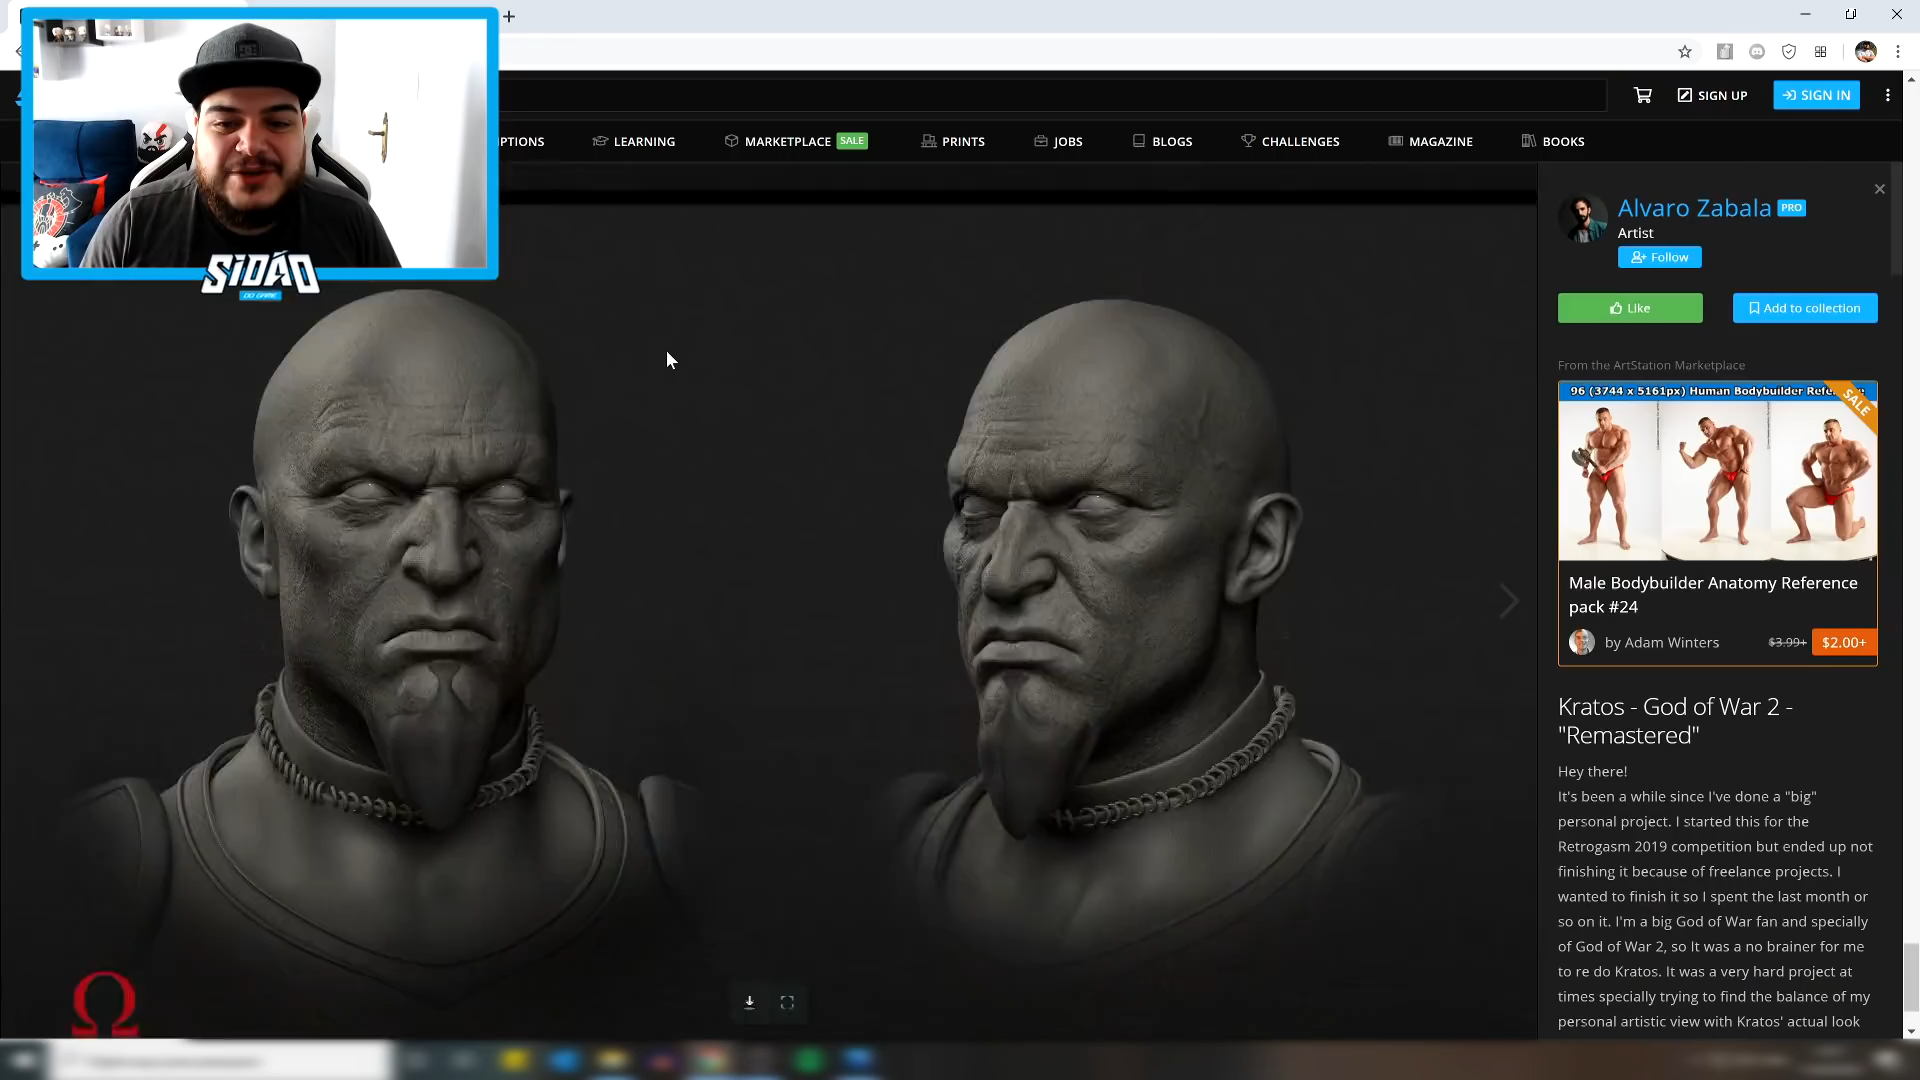 SIDÃO
DO GAME
SIGN UP
SIGN IN
PTIONS
LEARNING
MARKETPLACE SALE
PRINTS
JOBS
BLOGS
CHALLENGES
MAGAZINE
BOOKS
Alvaro Zabala PRO
Artist
Follow
Like
Add to collection
From the ArtStation Marketplace
96 (3744 x 5161px) Human Bodybuilder
SALE
Male Bodybuilder Anatomy Reference
pack #24
by Adam Winters
$3.99+ $2.00+
Kratos - God of War 2 -
"Remastered"
Hey there!
It's been a while since I've done a "big"
personal project. I started this for the
Retrogasm 2019 competition but ended up not
finishing it because of freelance projects. I
wanted to finish it so I spent the last month or
so on it. I'm a big God of War fan and specially
of God of War 2, so It was a no brainer for me
to re do Kratos. It was a very hard project at
times specially trying to find the balance of my
personal artistic view with Kratos' actual look
Ω